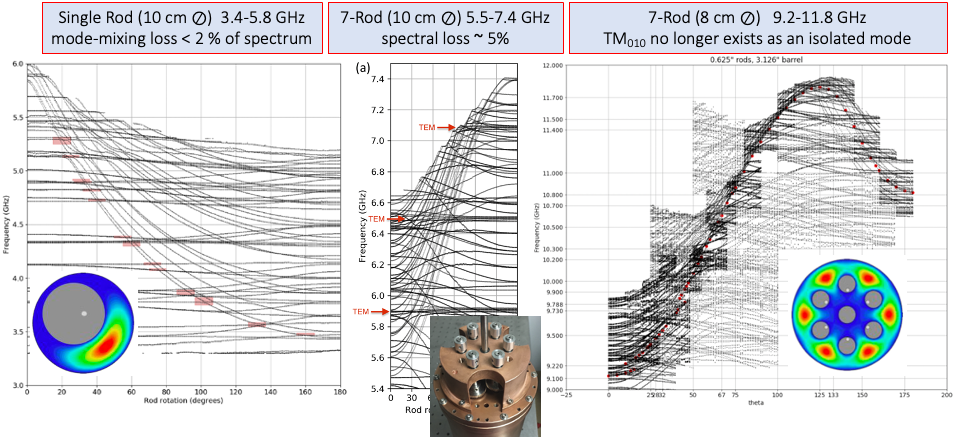 Single Rod (10 cm ∅) 3.4-5.8 GHz
mode-mixing loss < 2 % of spectrum
7-Rod (10 cm ∅) 5.5-7.4 GHz
spectral loss ~ 5%
7-Rod (8 cm ∅) 9.2-11.8 GHz
TM010 no longer exists as an isolated mode
6.0
5.5
5.0
4.5
4.0
3.5
3.0
Frequency (GHz)
0 20 40 60 80 100 120 140 160 180
Rod rotation (degrees)
(a)
7.4
7.2
7.0
6.8
6.6
6.4
6.2
6.0
5.8
5.6
5.4
Frequency (GHz)
TEM
TEM
TEM
0 30 60 90
Rod r
0.625" rods, 3.126" barrel
12.000
11.700
11.500
11.400
10.800
10.700
10.500
10.200
10.000
9.900
9.788
9.730
9.500
9.220
9.100
9.000
Frequency (GHz)
−25 0 25 28 32 50 67 75 100 125 133 150 175 200
theta